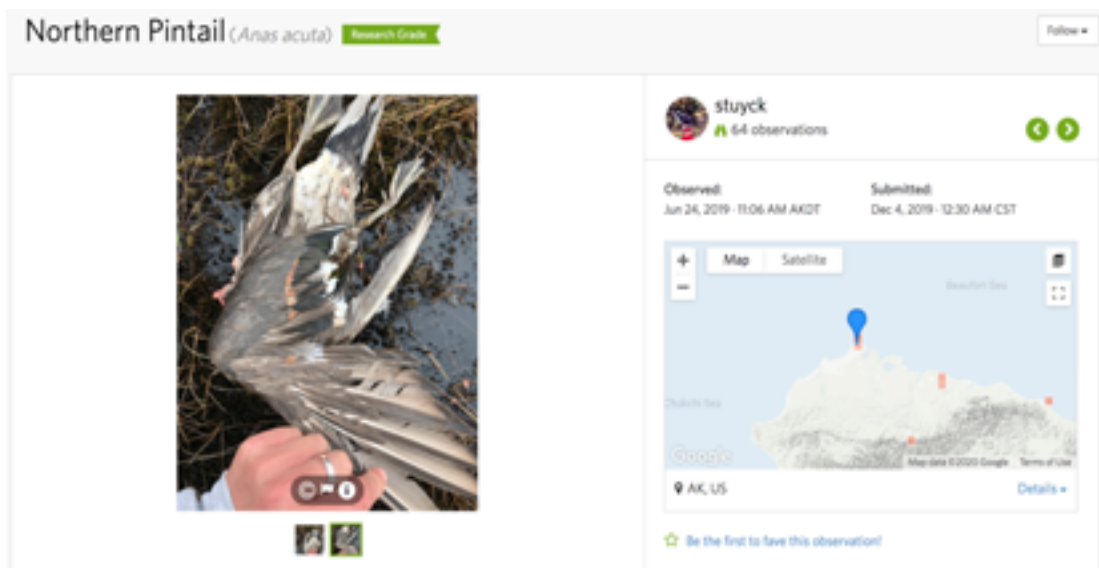 Northern Pintail (Anas acuta) Research Grade
Follow
stuyck
64 observations
Observed:
Jun 24, 2019 · 11:06 AM AKDT
Submitted:
Dec 4, 2019 · 12:30 AM CST
+
Map Satellite
−
Beaufort Sea
Chukchi Sea
Google
Map data ©2020 Google Terms of Use
AK, US
Details
Be the first to fave this observation!